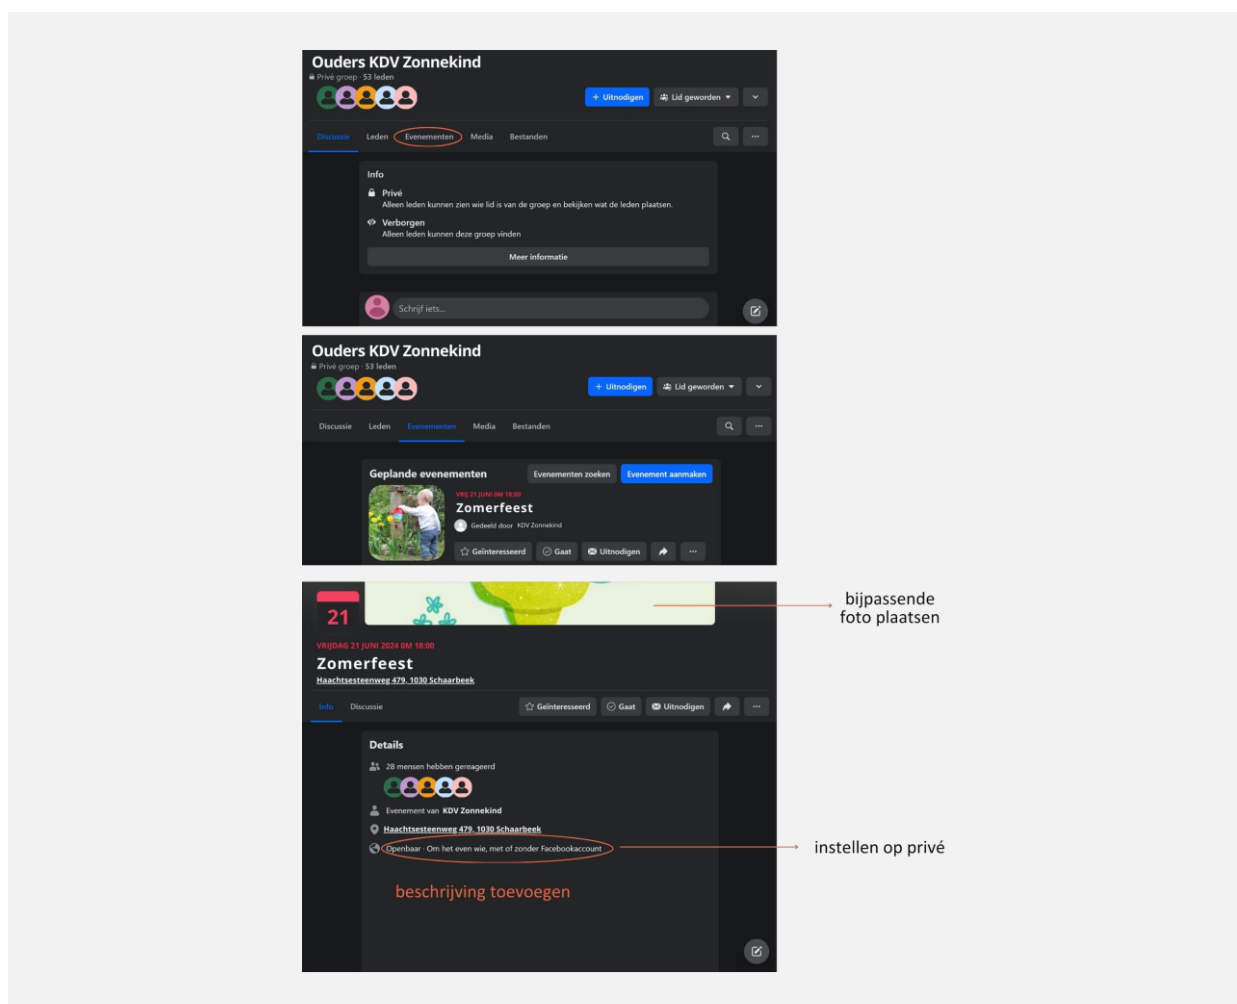 Ouders KDV Zonnekind
Privé groep · 53 leden
+ Uitnodigen
Lid geworden
Discussie Leden Evenementen Media Bestanden
Info
Privé
Alleen leden kunnen zien wie lid is van de groep en bekijken wat de leden plaatsen.
Verborgen
Alleen leden kunnen deze groep vinden
Meer informatie
Schrijf iets...
Ouders KDV Zonnekind
Privé groep · 53 leden
+ Uitnodigen
Lid geworden
Discussie Leden Evenementen Media Bestanden
Geplande evenementen
Evenementen zoeken
Evenement aanmaken
VRIJ 21 JUNI 0M 18:00
Zomerfeest
Gedeeld door KDV Zonnekind
Geïnteresseerd
Gaat
Uitnodigen
21
bijpassende
foto plaatsen
VRIJDAG 21 JUNI 2024 0M 18:00
Zomerfeest
Haachtsesteenweg 479, 1030 Schaarbeek
Info Discussie
Geïnteresseerd
Gaat
Uitnodigen
Details
28 mensen hebben gereageerd
Evenement van KDV Zonnekind
Haachtsesteenweg 479, 1030 Schaarbeek
Openbaar · Om het even wie, met of zonder Facebookaccount
instellen op privé
beschrijving toevoegen